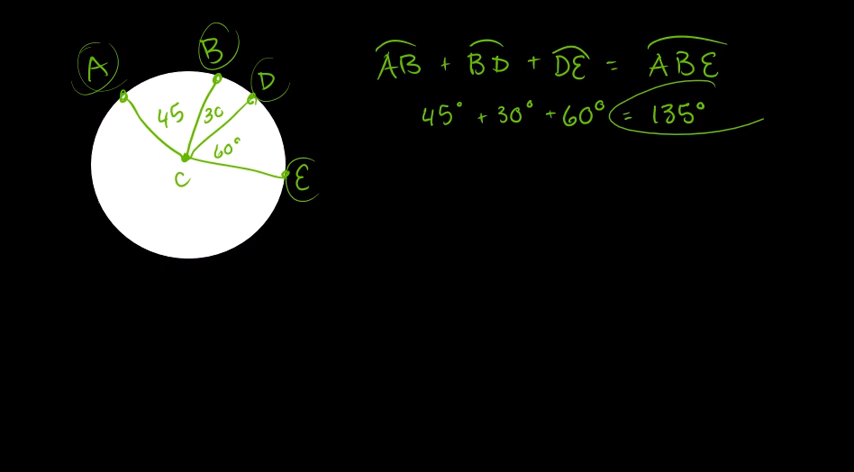 A
B
D
45
30
60°
C
E
AB + BD + DE = ABE
45° + 30° + 60° = 135°